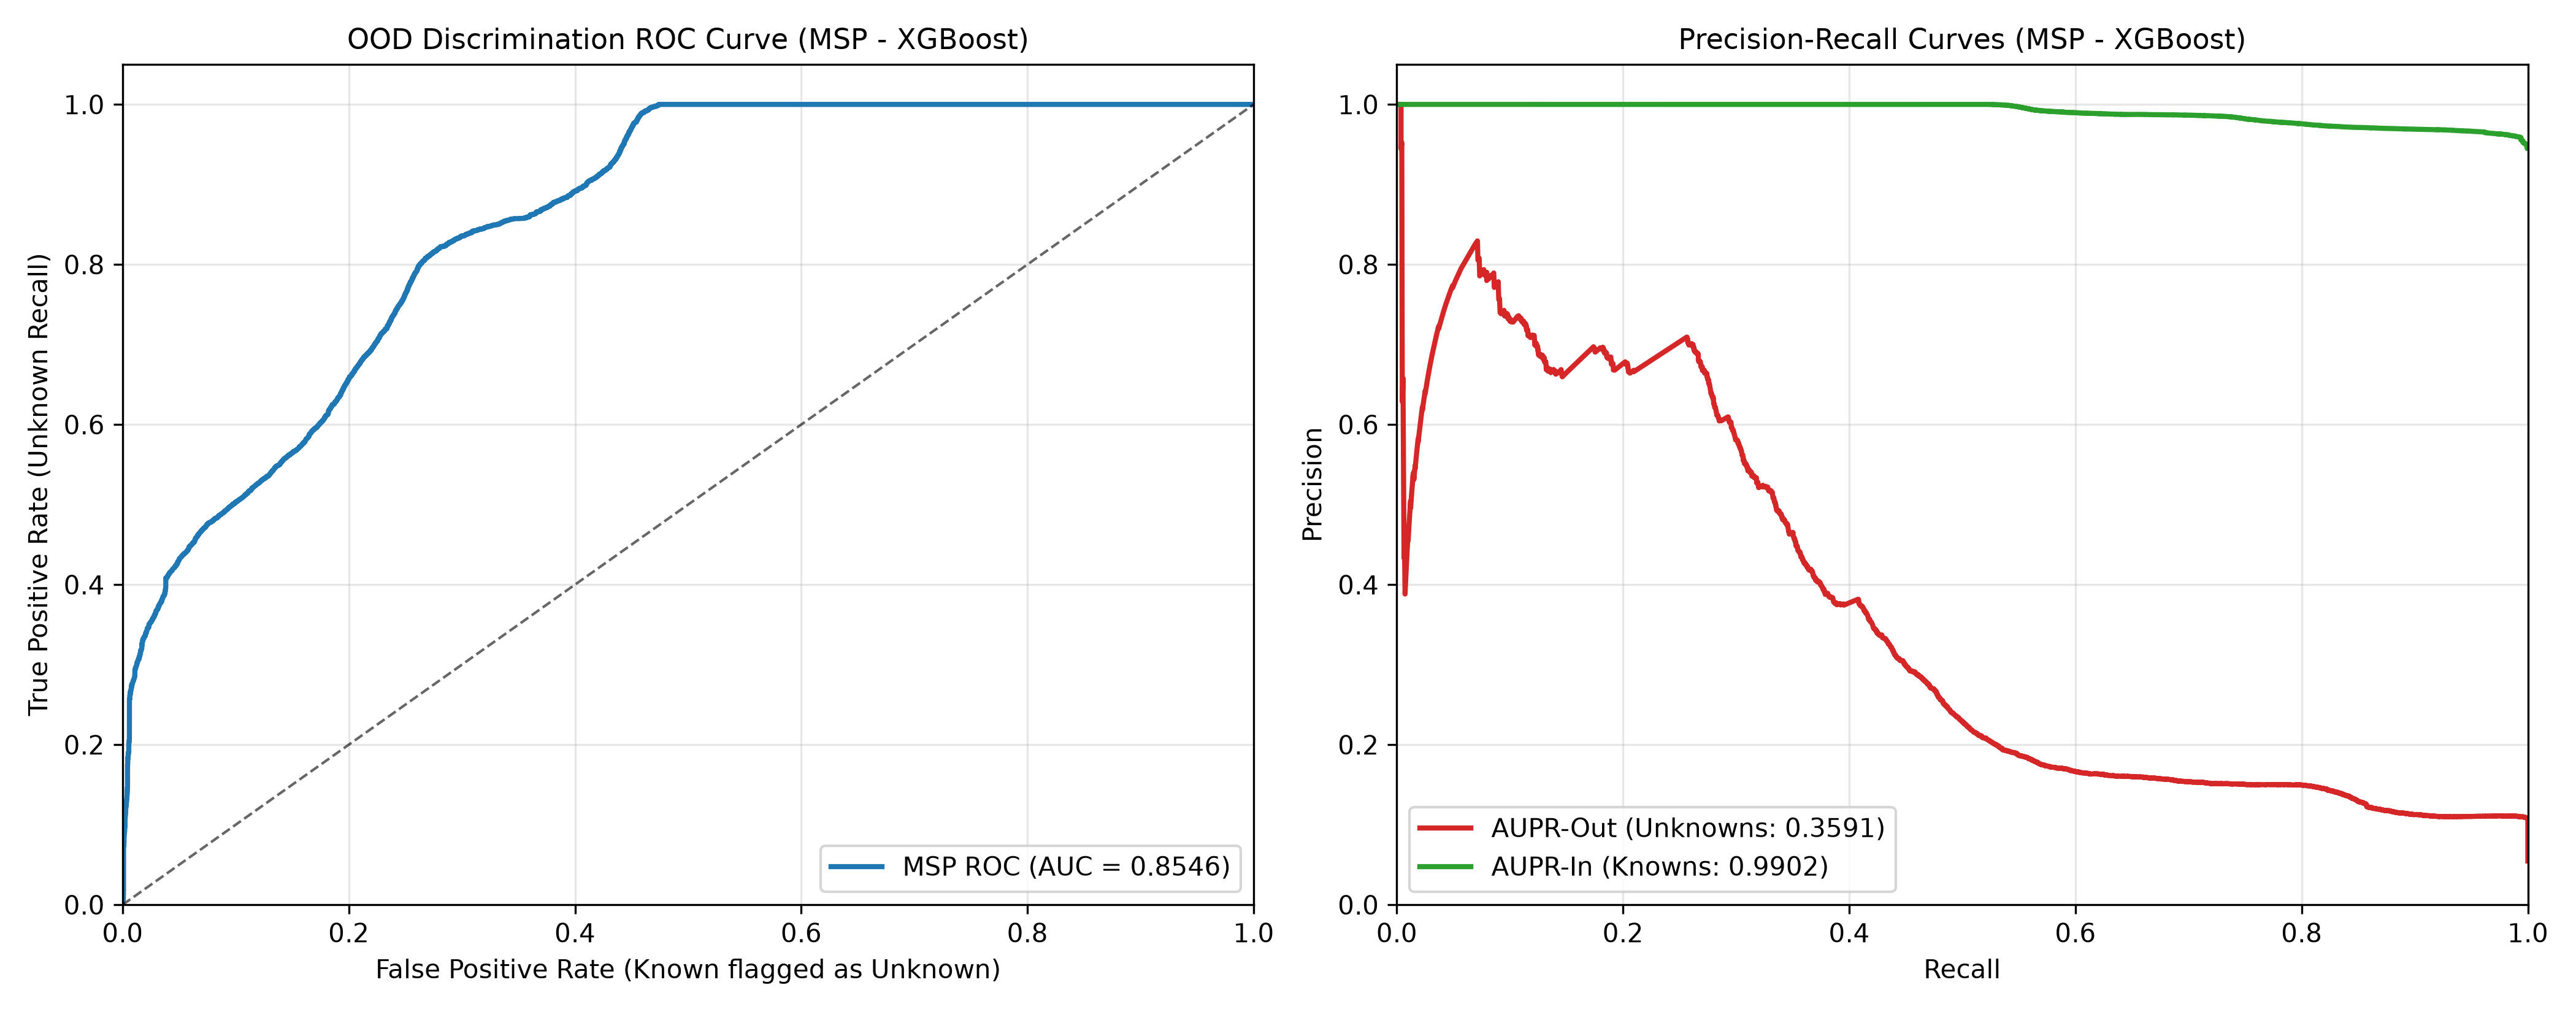 OOD Discrimination ROC Curve (MSP - XGBoost)
True Positive Rate (Unknown Recall)
1.0
0.8
0.6
0.4
0.2
0.0
MSP ROC (AUC = 0.8546)
0.0 0.2 0.4 0.6 0.8 1.0
False Positive Rate (Known flagged as Unknown)
Precision-Recall Curves (MSP - XGBoost)
Precision
1.0
0.8
0.6
0.4
0.2
0.0
AUPR-Out (Unknowns: 0.3591)
AUPR-In (Knowns: 0.9902)
0.0 0.2 0.4 0.6 0.8 1.0
Recall